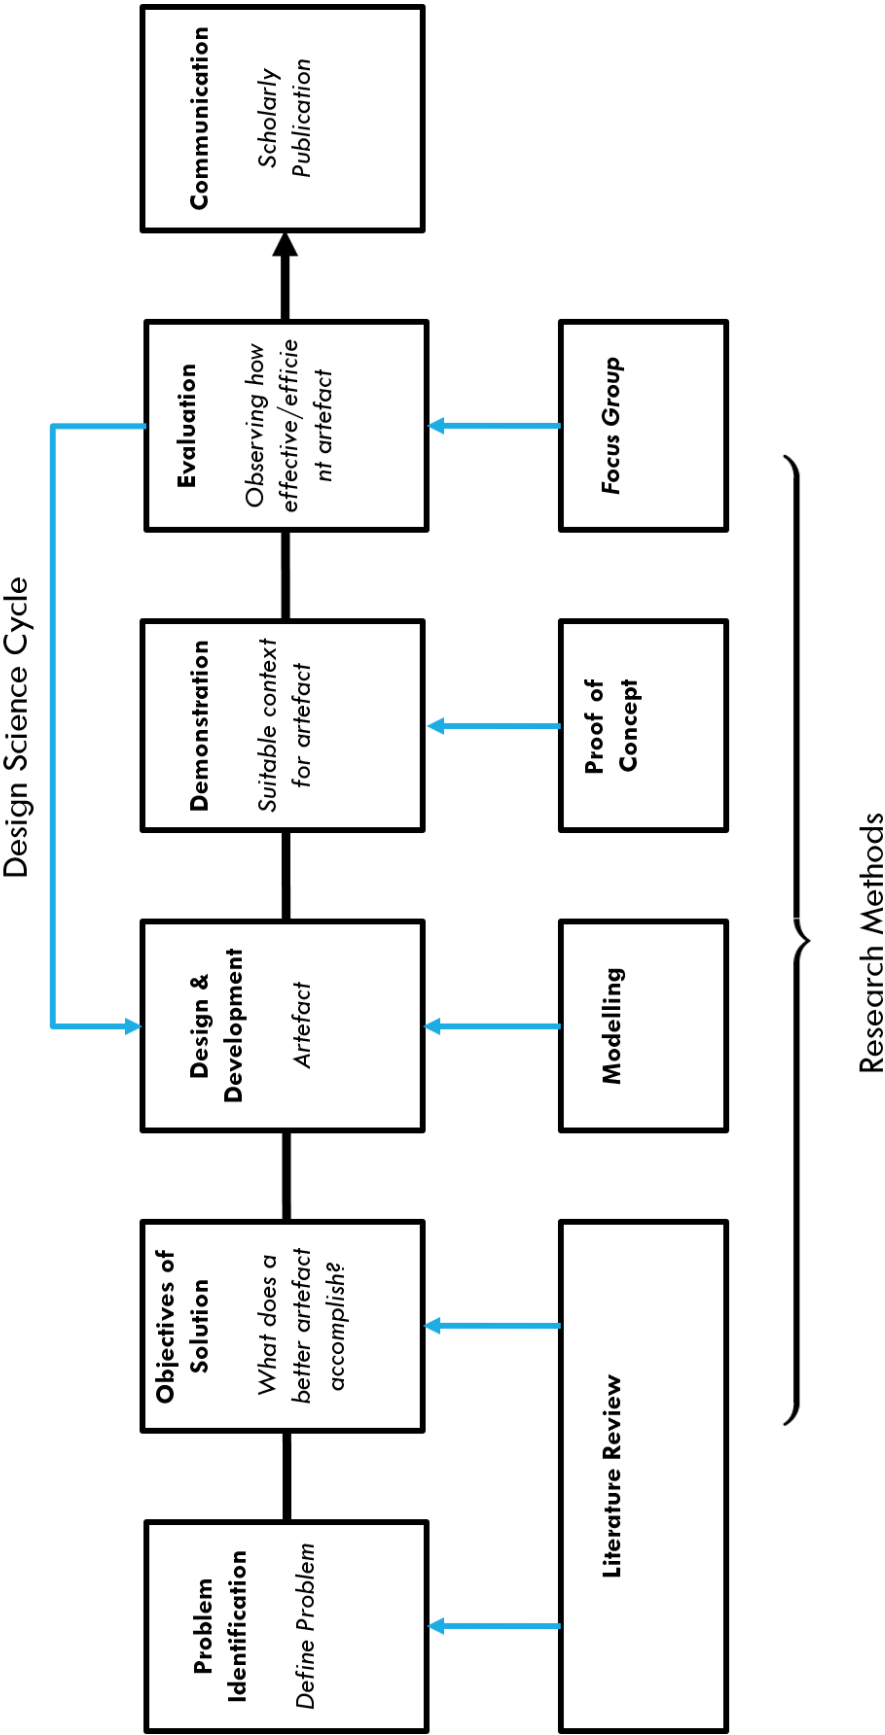 Design Science Cycle
Problem
Identification
Define Problem
Objectives of
Solution
What does a
better artefact
accomplish?
Design &
Development
Artefact
Demonstration
Suitable context
for artefact
Evaluation
Observing how
effective/efficie
nt artefact
Communication
Scholarly
Publication
Literature Review
Modelling
Proof of
Concept
Focus Group
Research Methods